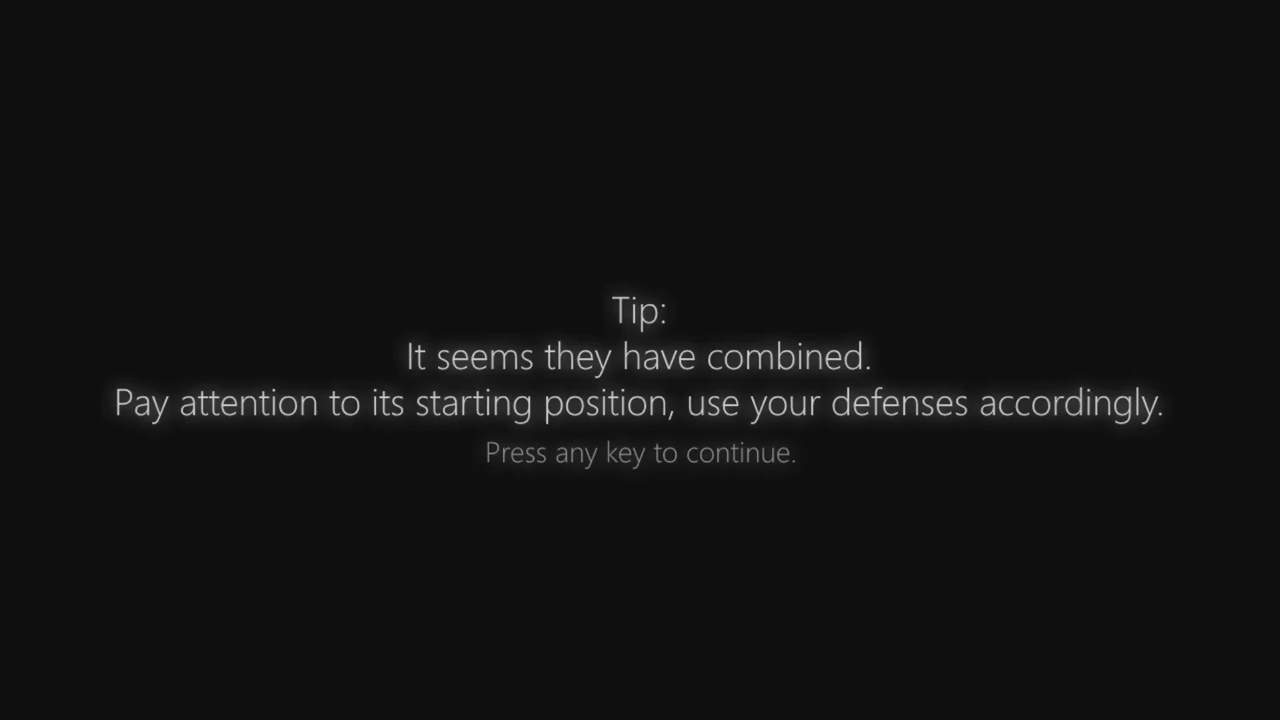 Tip:
It seems they have combined.
Pay attention to its starting position, use your defenses accordingly.
Press any key to continue.